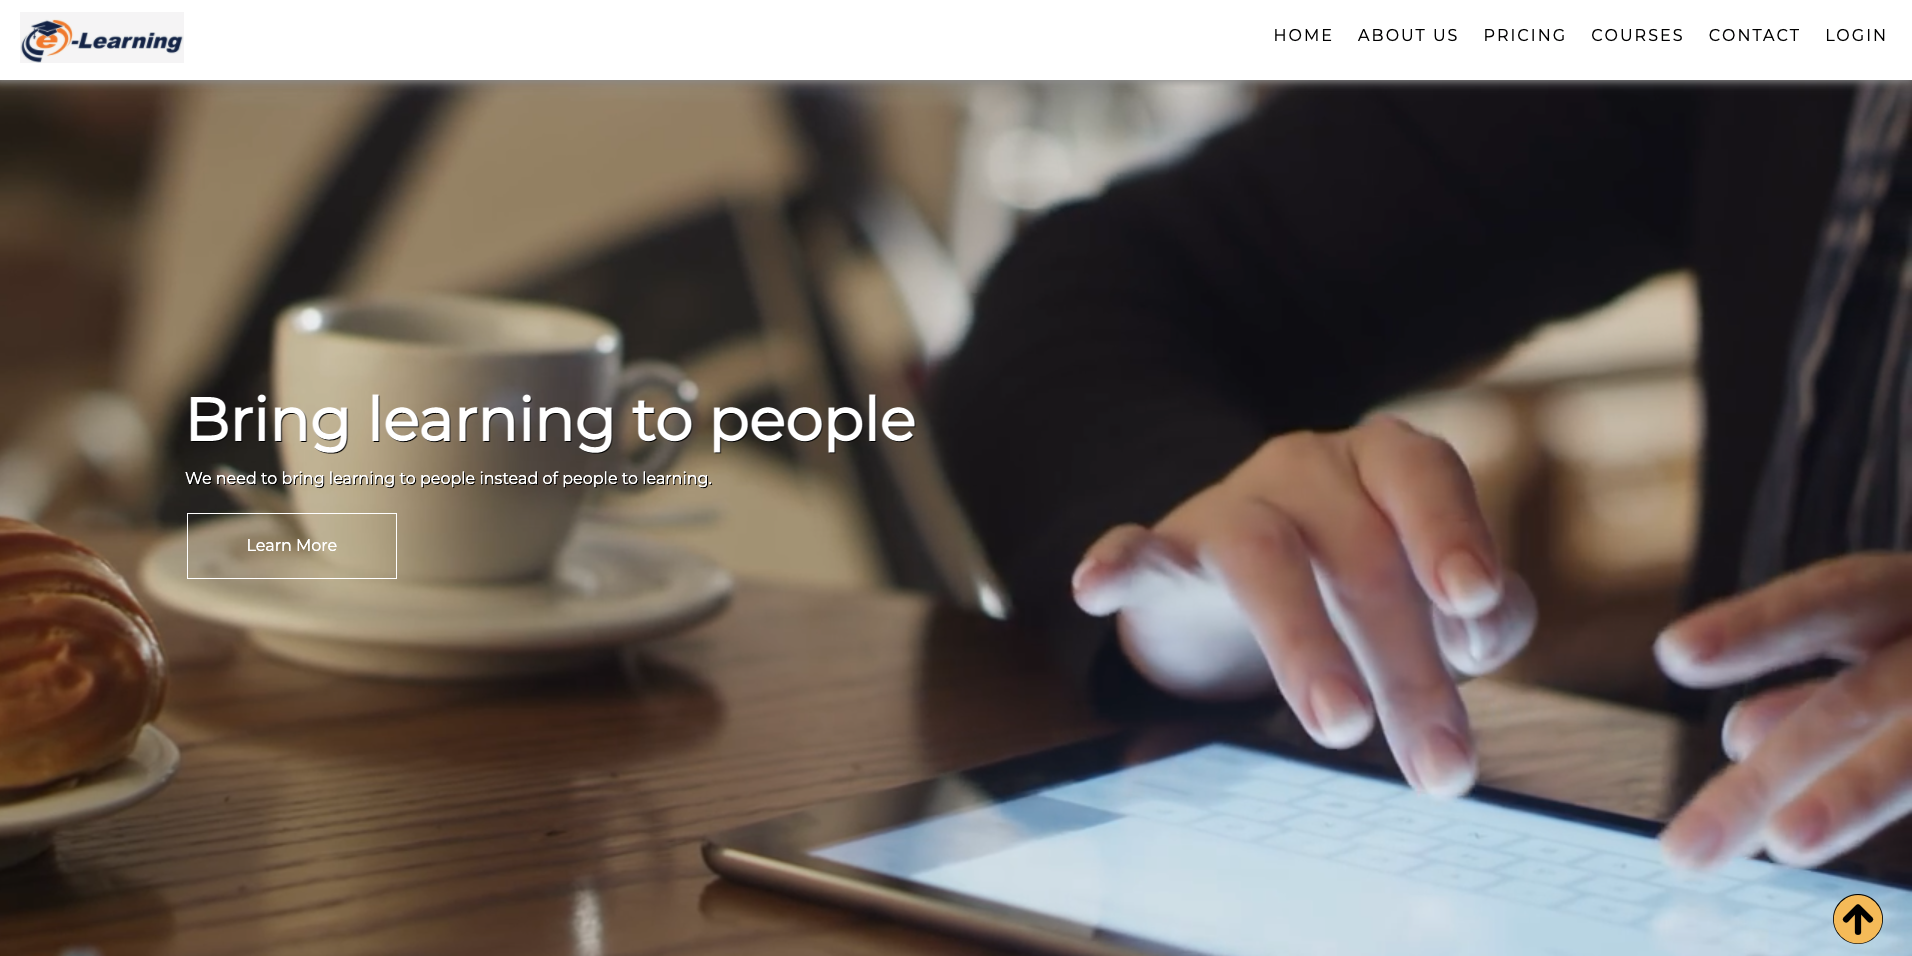 e-Learning
HOME ABOUT US PRICING COURSES CONTACT LOGIN
Bring learning to people
We need to bring learning to people instead of people to learning.
Learn More